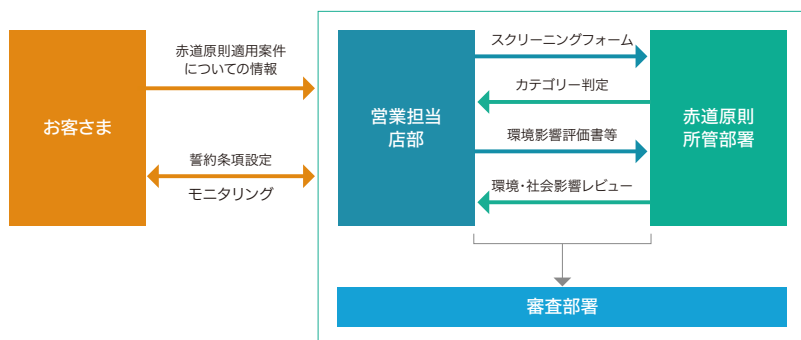 お客さま
赤道原則適用案件
についての情報
誓約条項設定
モニタリング
営業担当
店部
スクリーニングフォーム
カテゴリー判定
環境影響評価書等
環境・社会影響レビュー
赤道原則
所管部署
審査部署